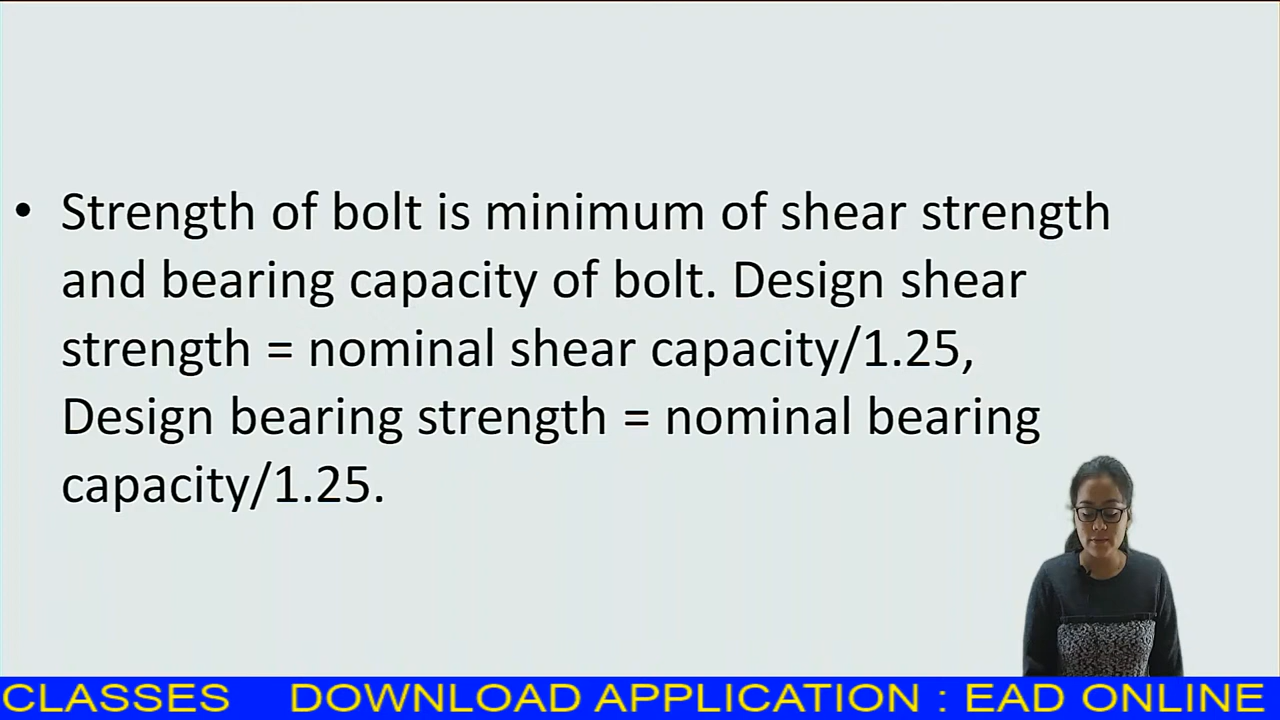 • Strength of bolt is minimum of shear strength
and bearing capacity of bolt. Design shear
strength = nominal shear capacity/1.25,
Design bearing strength = nominal bearing
capacity/1.25.
CLASSES DOWNLOAD APPLICATION : EAD ONLINE